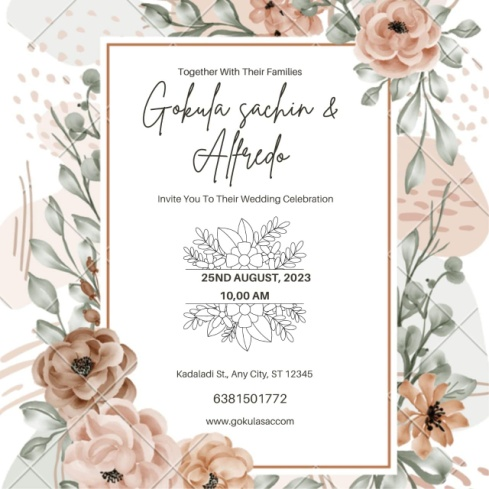 Together With Their Families
Gokula sachin &
Alfredo
Invite You To Their Wedding Celebration
25ND AUGUST, 2023
10,00 AM
Kadaladi St., Any City, ST 12345
6381501772
www.gokulasaccom